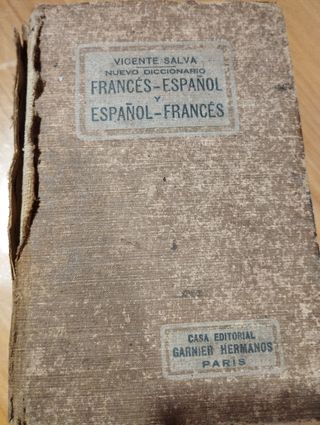 VICENTE SALVA
NUEVO DICCIONARIO
FRANCÉS-ESPAÑOL
Y
ESPAÑOL-FRANCÉS
CASA EDITORIAL
GARNIER HERMANOS
PARIS